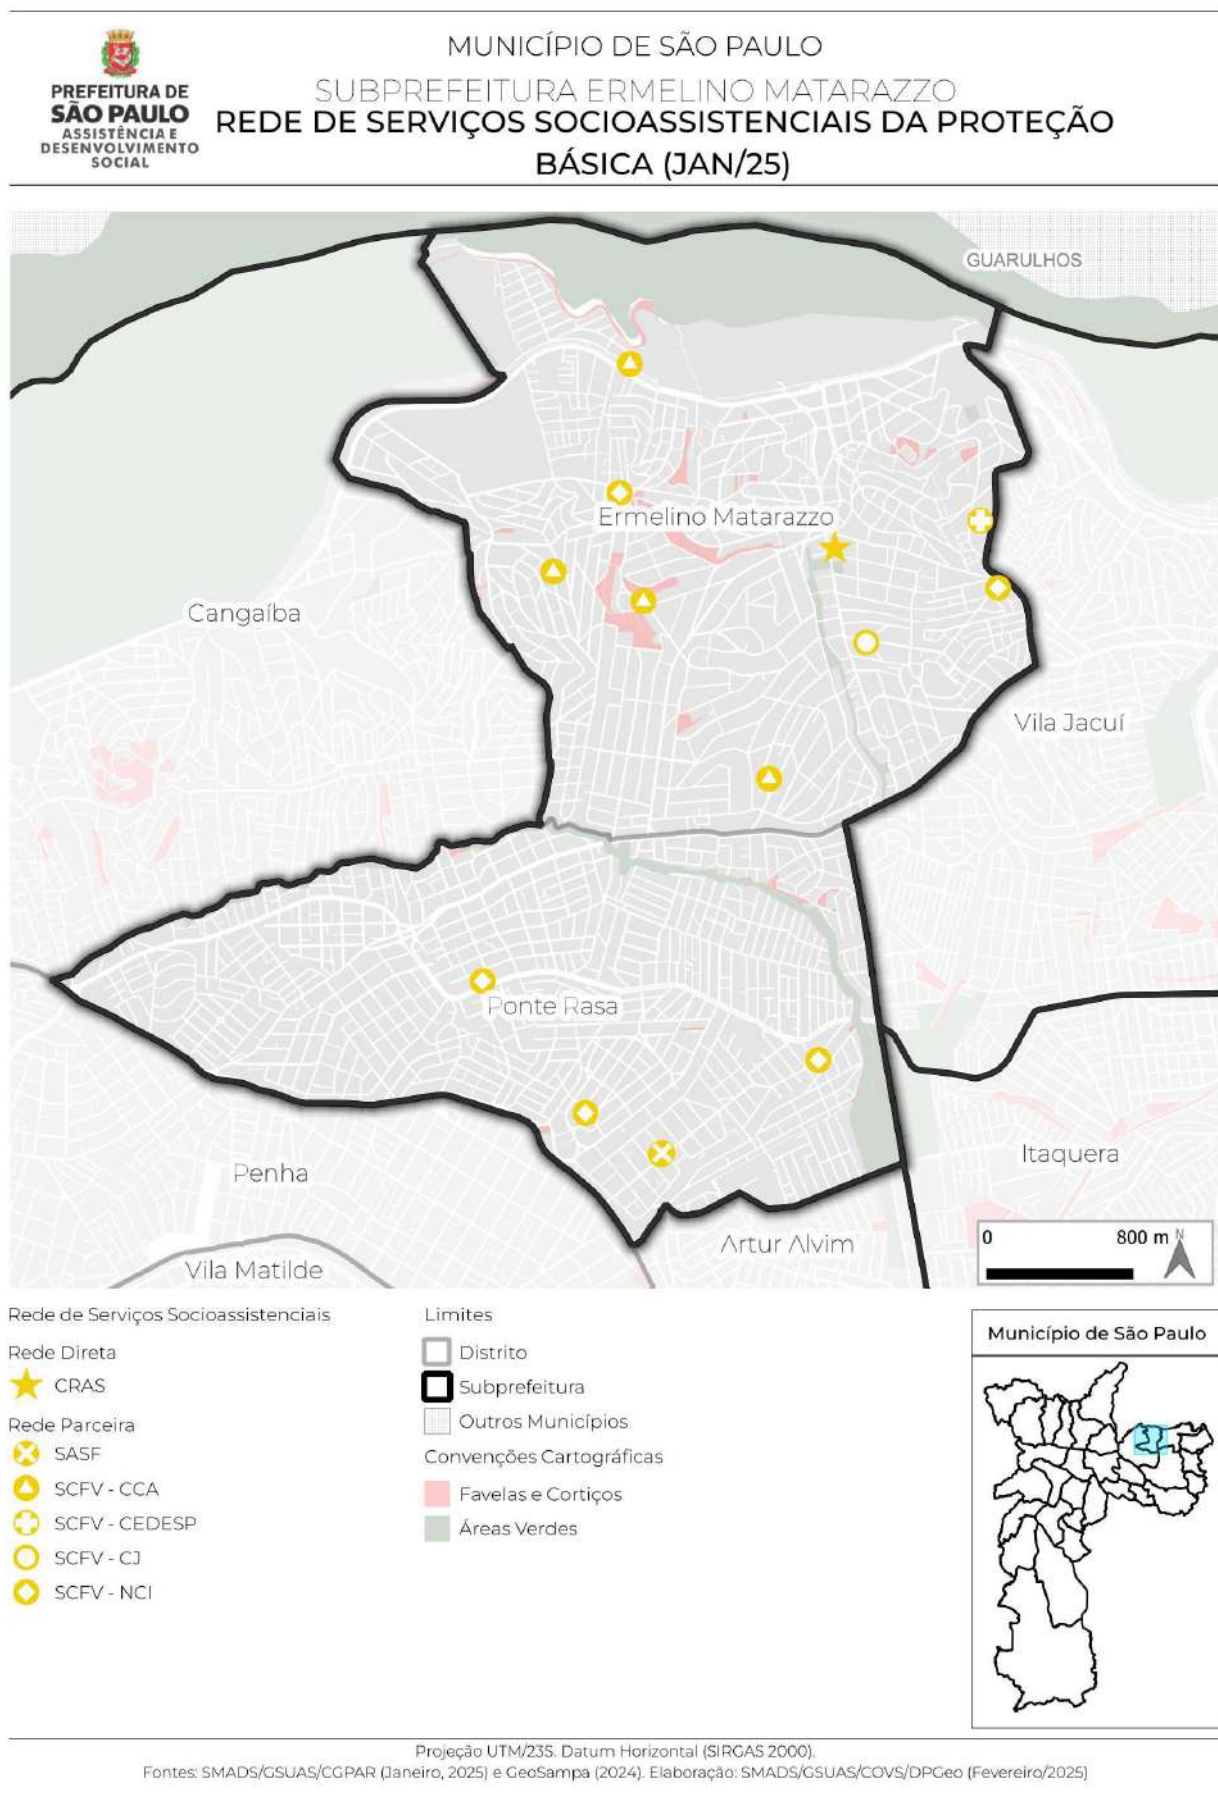 PREFEITURA DE
SÃO PAULO
ASSISTÊNCIA E
DESENVOLVIMENTO
SOCIAL
MUNICÍPIO DE SÃO PAULO
SUBPREFEITURA ERMELINO MATARAZZO
REDE DE SERVIÇOS SOCIOASSISTENCIAIS DA PROTEÇÃO
BÁSICA (JAN/25)
GUARULHOS
Ermelino Matarazzo
Cangaíba
Vila Jacuí
Ponte Rasa
Penha
Itaquera
Artur Alvim
Vila Matilde
0 800 m N
Rede de Serviços Socioassistenciais
Rede Direta
CRAS
Rede Parceira
SASF
SCFV - CCA
SCFV - CEDESP
SCFV - CJ
SCFV - NCI
Limites
Distrito
Subprefeitura
Outros Municípios
Convenções Cartográficas
Favelas e Cortiços
Áreas Verdes
Município de São Paulo
Projeção UTM/23S. Datum Horizontal (SIRGAS 2000).
Fontes: SMADS/GSUAS/CGPAR (Janeiro, 2025) e GeoSampa (2024). Elaboração: SMADS/GSUAS/COVS/DPGeo (Fevereiro/2025)